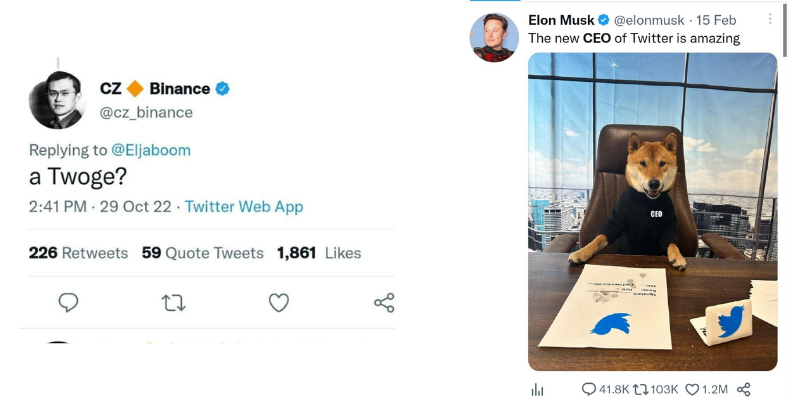 CZ 🔶 Binance
@cz_binance
Replying to @Eljaboom
a Twoge?
2:41 PM · 29 Oct 22 · Twitter Web App
226 Retweets 59 Quote Tweets 1,861 Likes
Elon Musk @elonmusk · 15 Feb
The new CEO of Twitter is amazing
CEO
41.8K 103K 1.2M